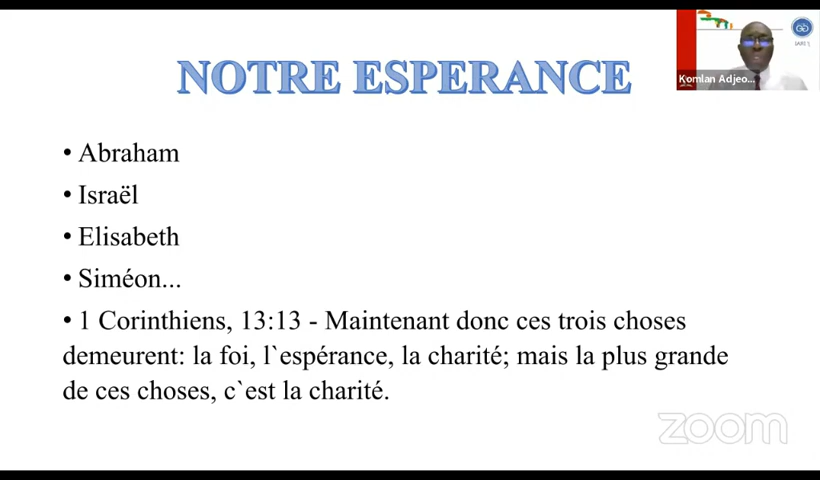 NOTRE ESPERANCE
Komlan Adjeo...
• Abraham
• Israël
• Elisabeth
• Siméon...
• 1 Corinthiens, 13:13 - Maintenant donc ces trois choses
demeurent: la foi, l`espérance, la charité; mais la plus grande
de ces choses, c`est la charité.
zoom